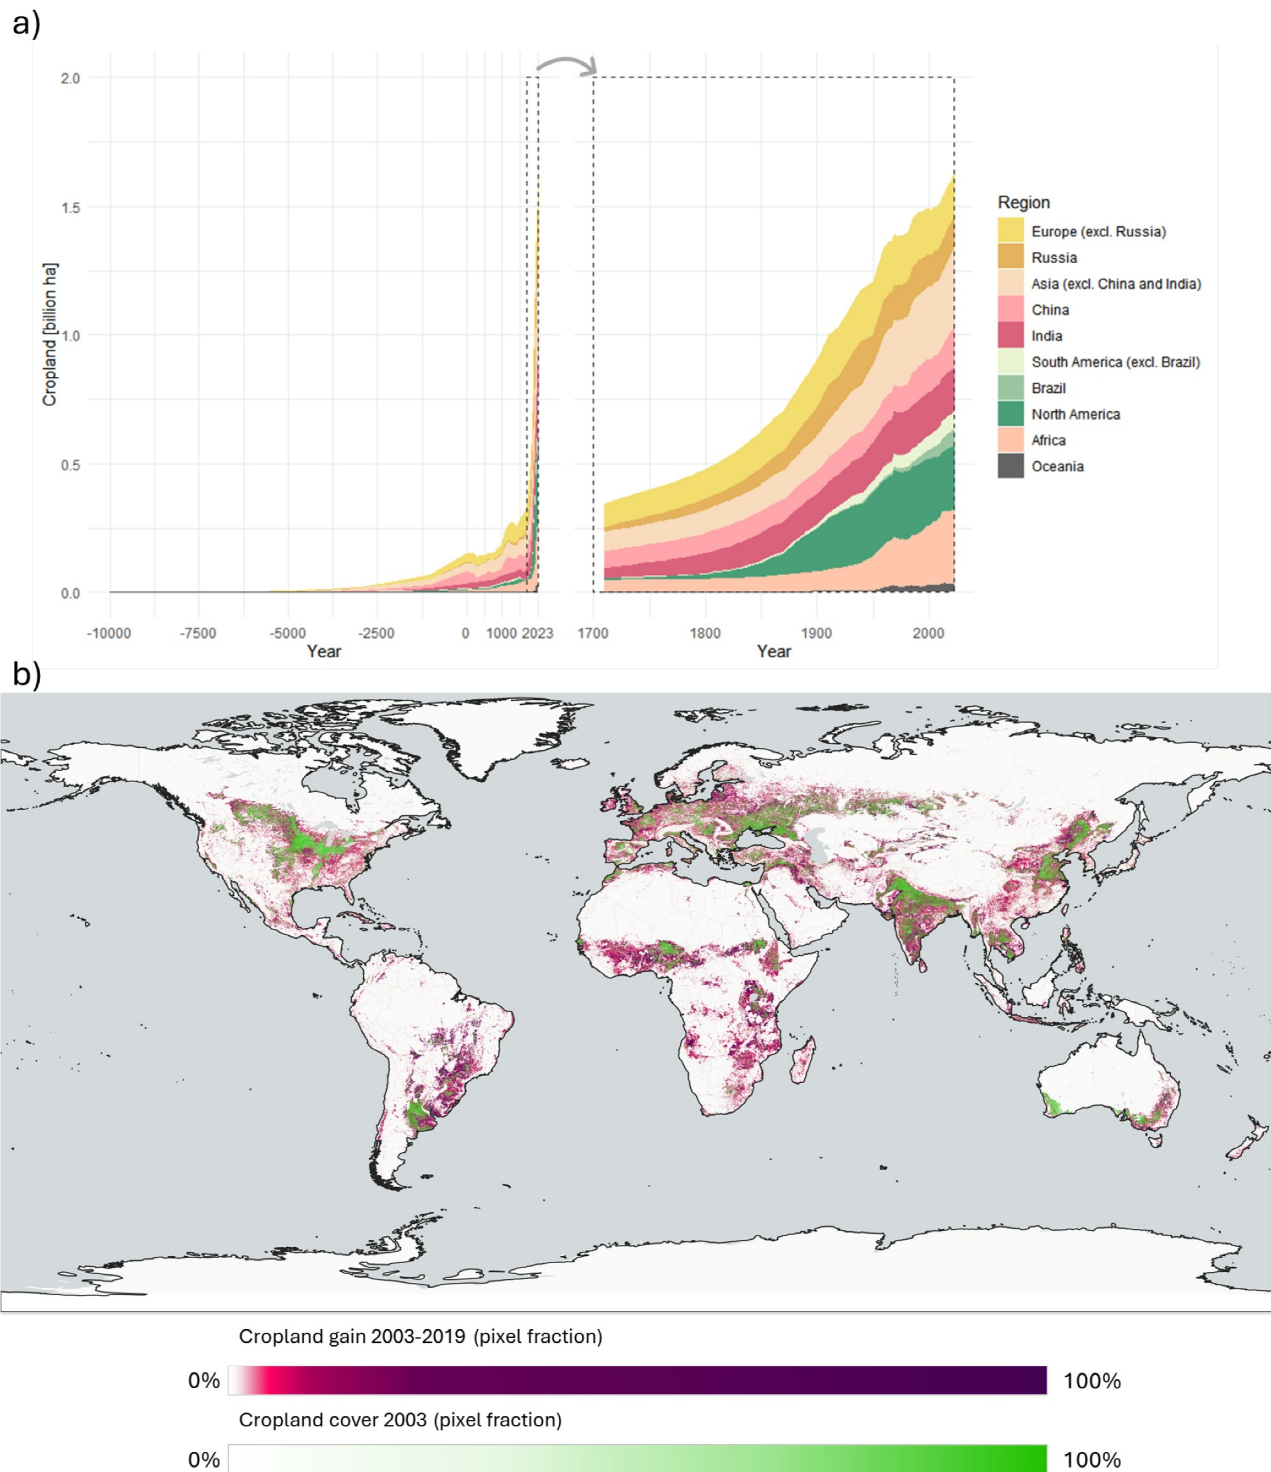 a)
2.0
1.5
1.0
0.5
0.0
Cropland [billion ha]
-10000 -7500 -5000 -2500 0 1000 2023
Year
1700 1800 1900 2000
Year
Region
Europe (excl. Russia)
Russia
Asia (excl. China and India)
China
India
South America (excl. Brazil)
Brazil
North America
Africa
Oceania
b)
Cropland gain 2003-2019 (pixel fraction)
0% 100%
Cropland cover 2003 (pixel fraction)
0% 100%